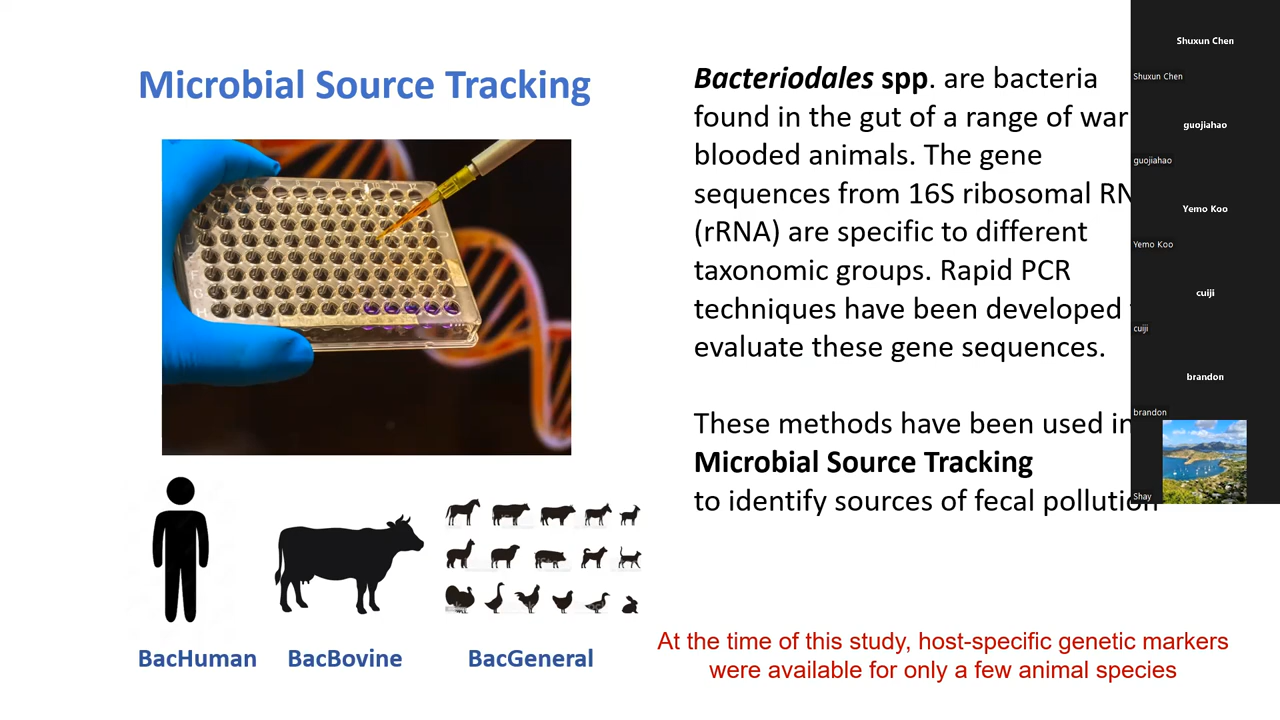 Microbial Source Tracking
BacHuman
BacBovine
BacGeneral
Bacteriodales spp. are bacteria
found in the gut of a range of war
blooded animals. The gene
sequences from 16S ribosomal RN
(rRNA) are specific to different
taxonomic groups. Rapid PCR
techniques have been developed
evaluate these gene sequences.
These methods have been used in
Microbial Source Tracking
to identify sources of fecal pollution
At the time of this study, host-specific genetic markers
were available for only a few animal species
Shuxun Chen
Shuxun Chen
guojiahao
guojiahao
Yemo Koo
Yemo Koo
cuiji
cuiji
brandon
brandon
Shay